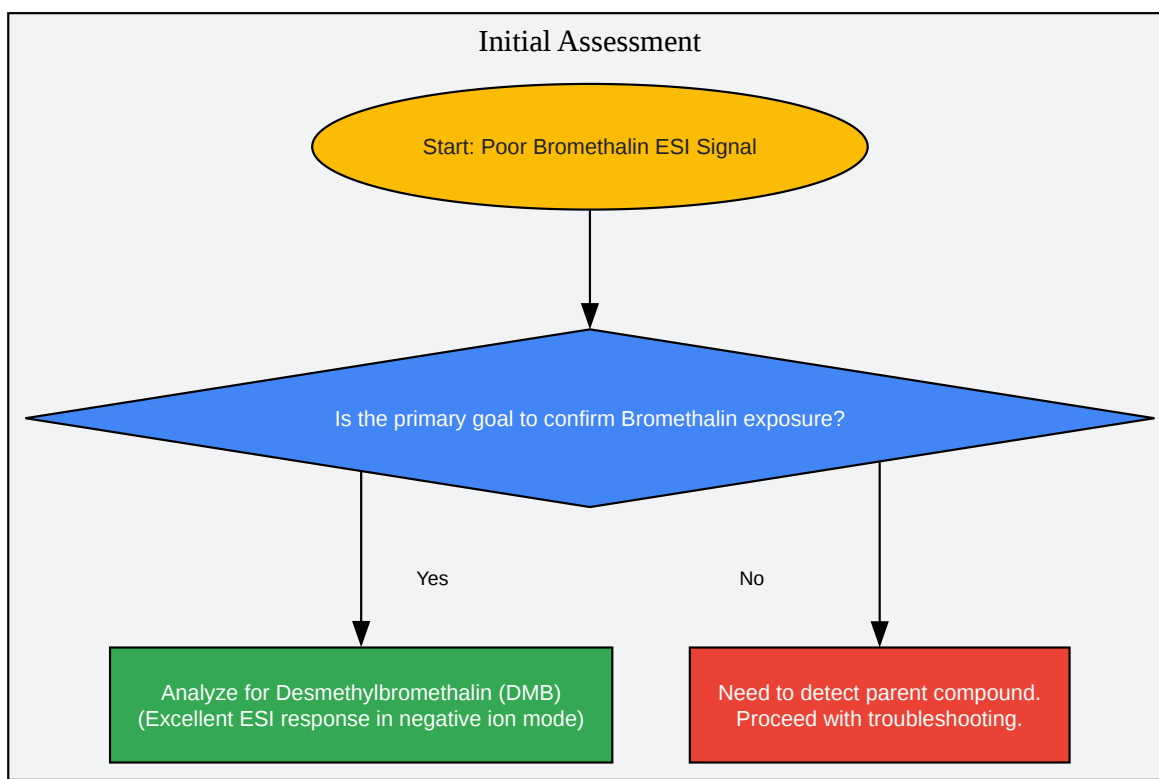 Initial Assessment
Start: Poor Bromethalin ESI Signal
Is the primary goal to confirm Bromethalin exposure?
Yes
No
Analyze for Desmethylbromethalin (DMB)
(Excellent ESI response in negative ion mode)
Need to detect parent compound.
Proceed with troubleshooting.